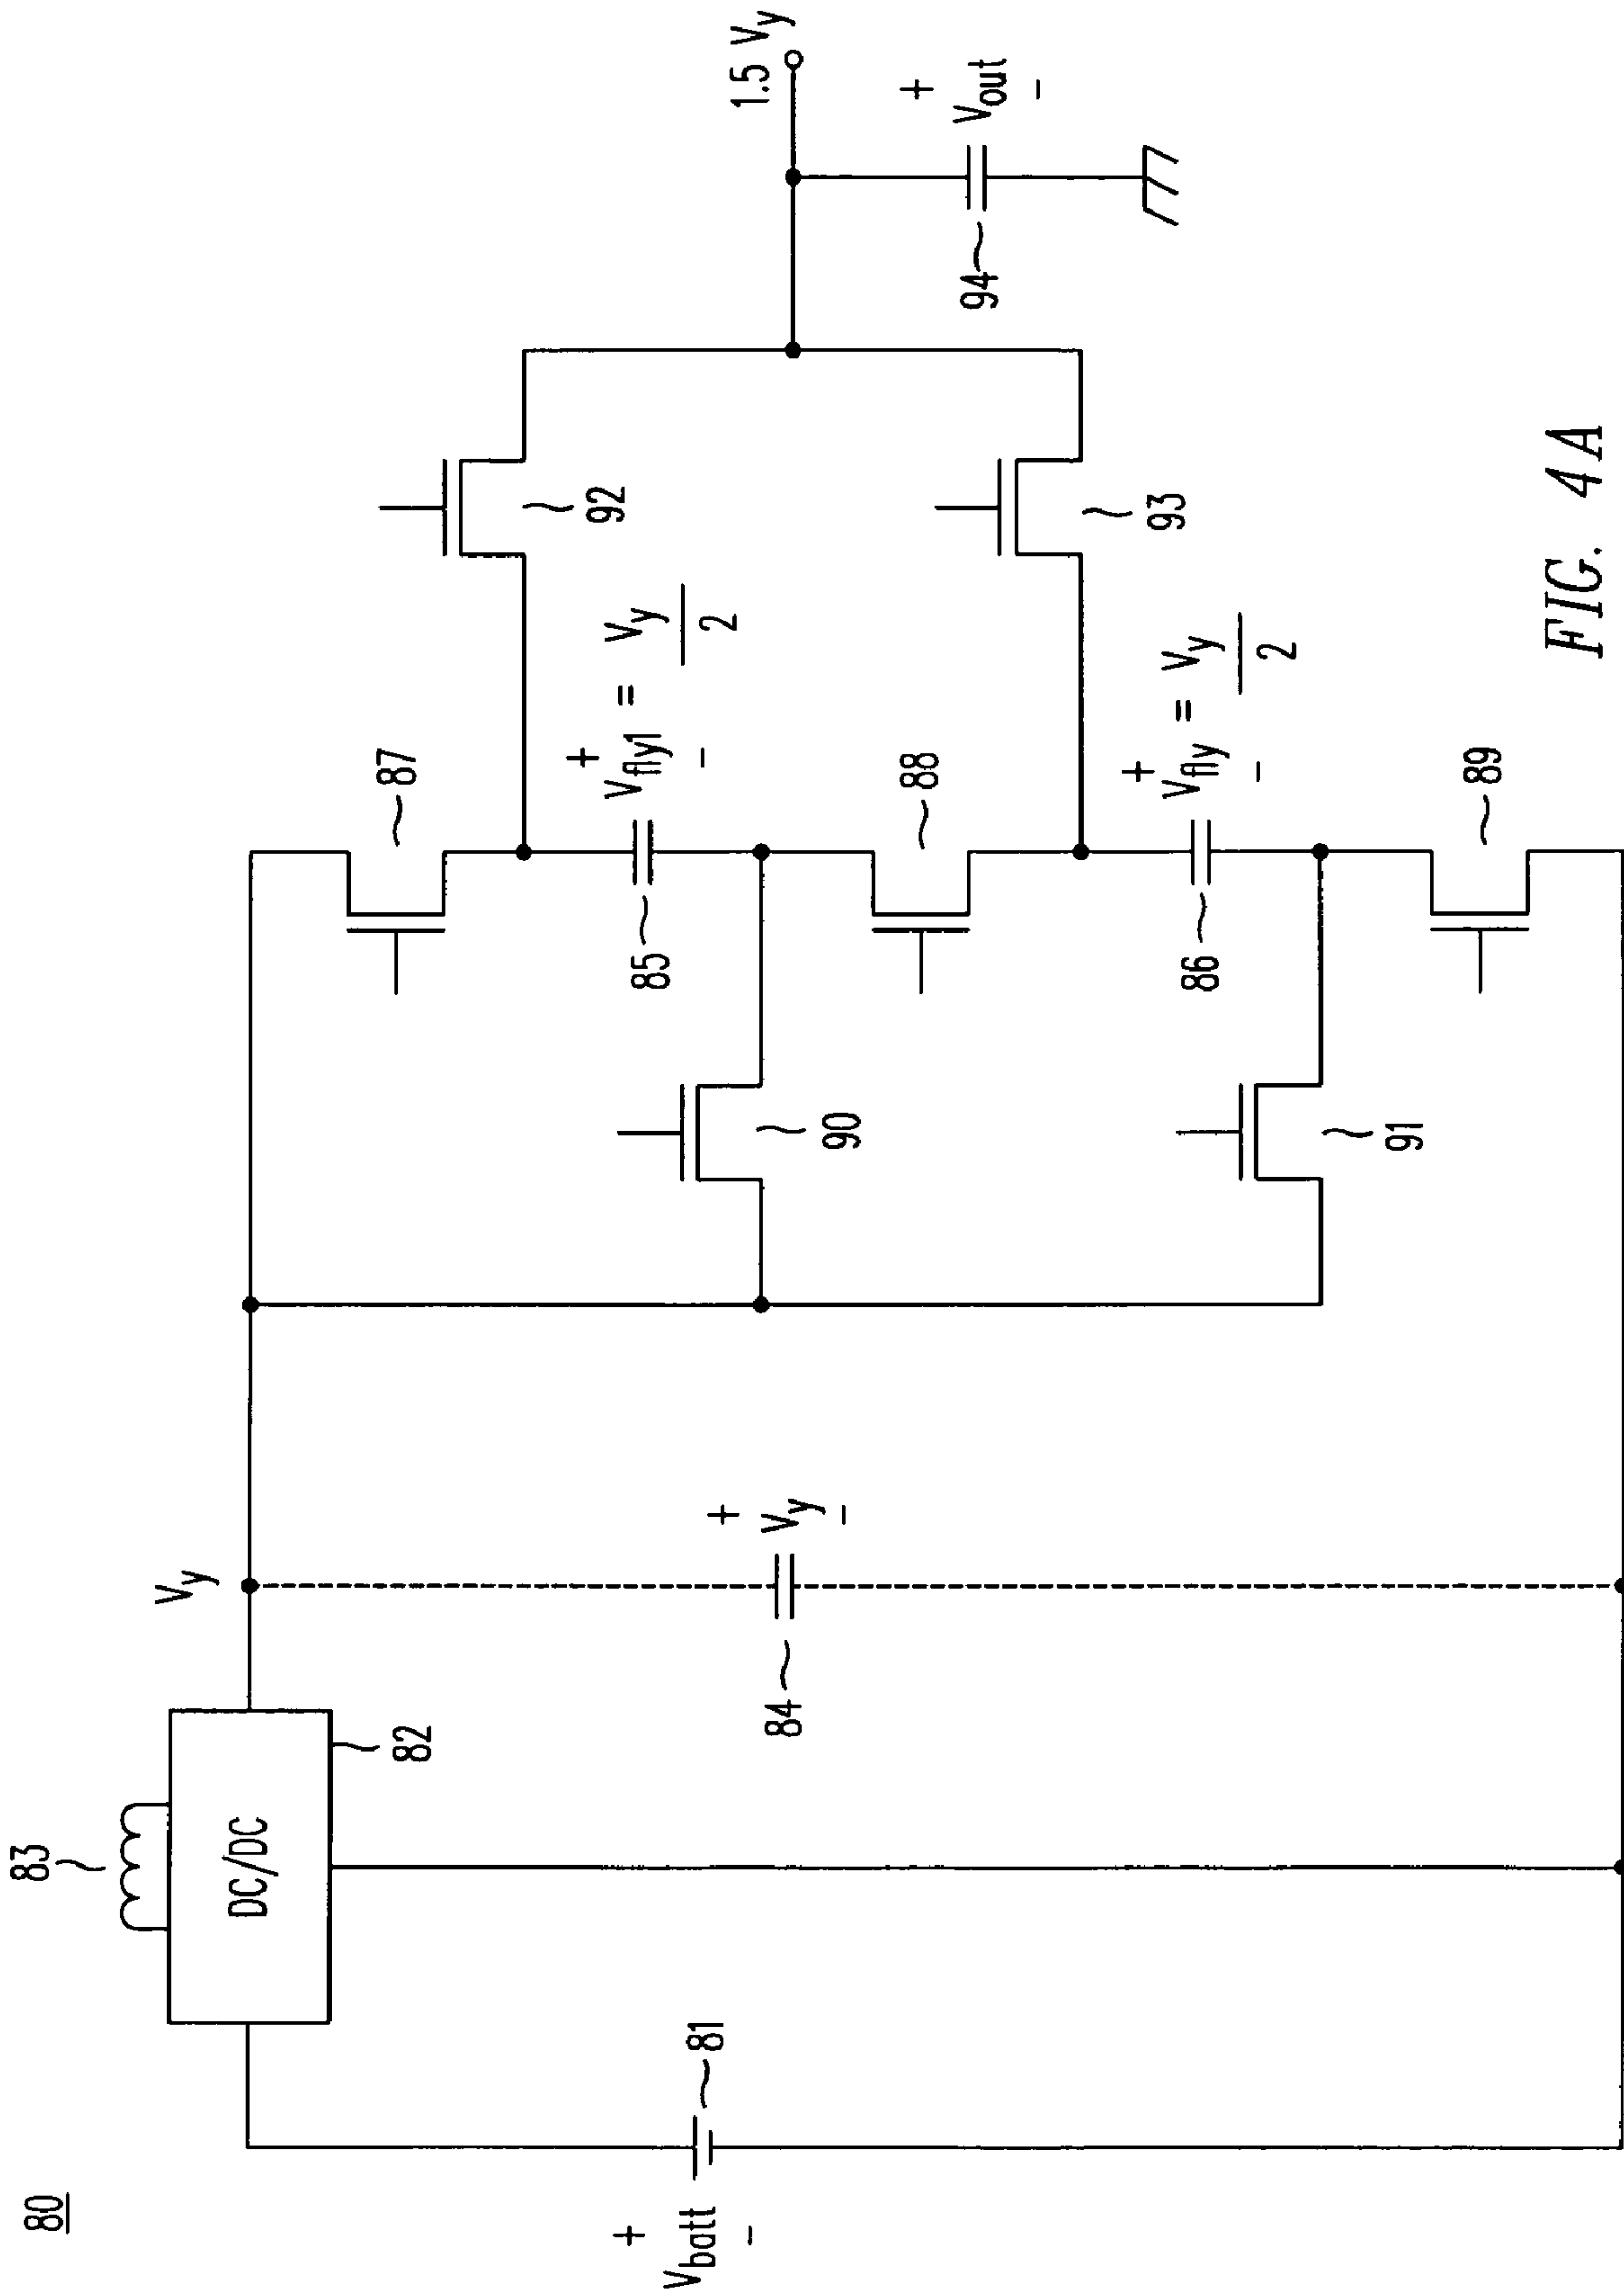 80
83
DC/DC
82
V_y
+
V_batt
-
81
84
+
V_y
-
87
92
1.5 V_y
85
+
V_fly1 = V_y / 2
-
90
88
+
V_out
-
94
93
86
+
V_fly = V_y / 2
-
91
89
FIG. 4A